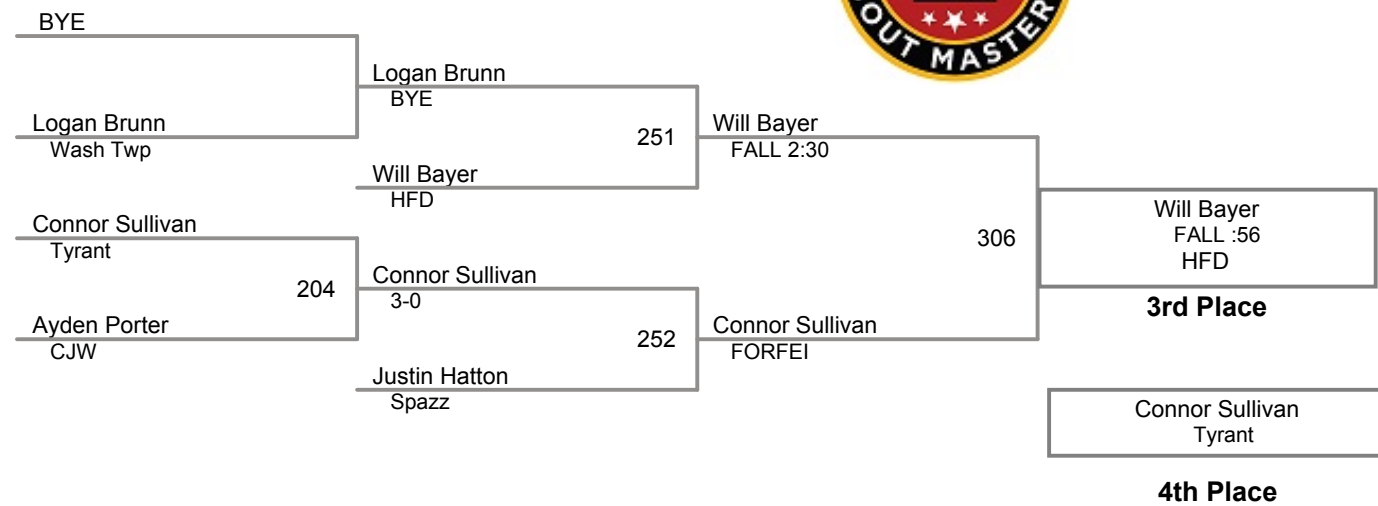 BYE
Logan Brunn
Wash Twp
Connor Sullivan
Tyrant
204
Ayden Porter
CJW
Logan Brunn
BYE
251
Will Bayer
HFD
Connor Sullivan
3-0
252
Justin Hatton
Spazz
Will Bayer
FALL 2:30
306
Connor Sullivan
FORFEI
Will Bayer
FALL :56
HFD
3rd Place
Connor Sullivan
Tyrant
4th Place
OUT MASTER